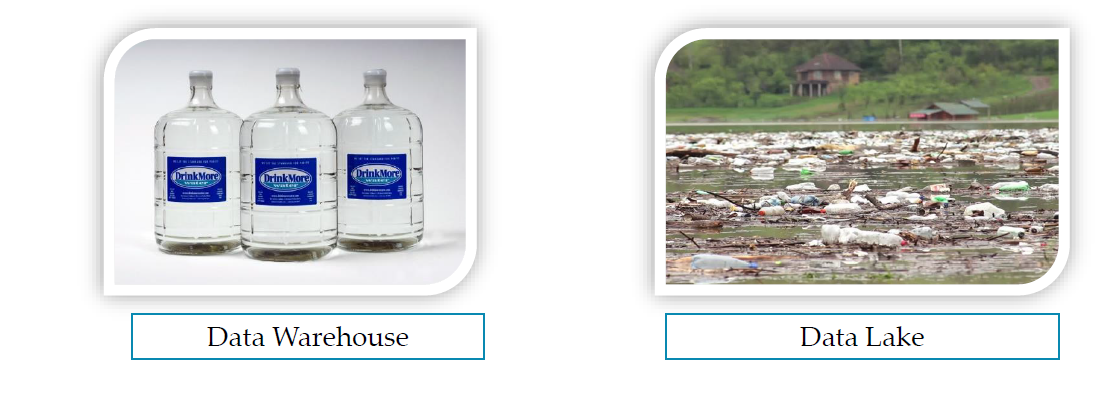 DrinkMore
water
DrinkMore
water
DrinkMore
water
Data Warehouse
Data Lake